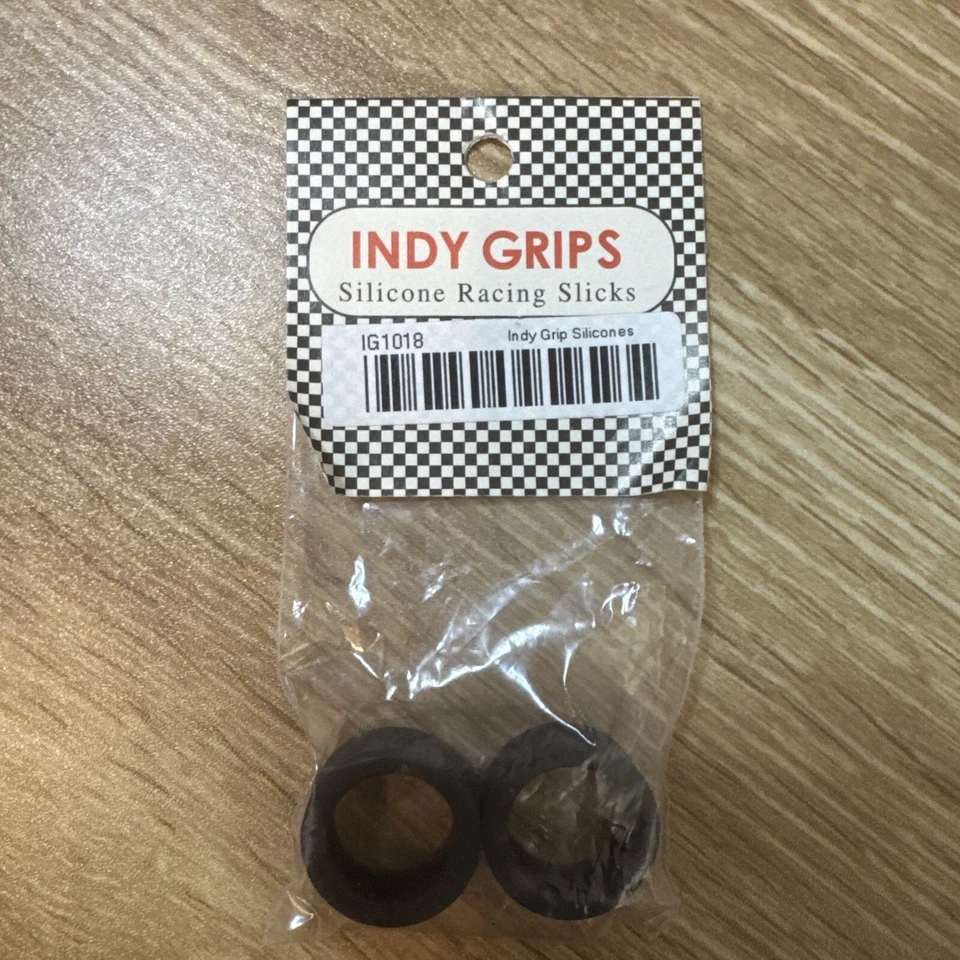 INDY GRIPS
Silicone Racing Slicks
IG1018 Indy Grip Silicones